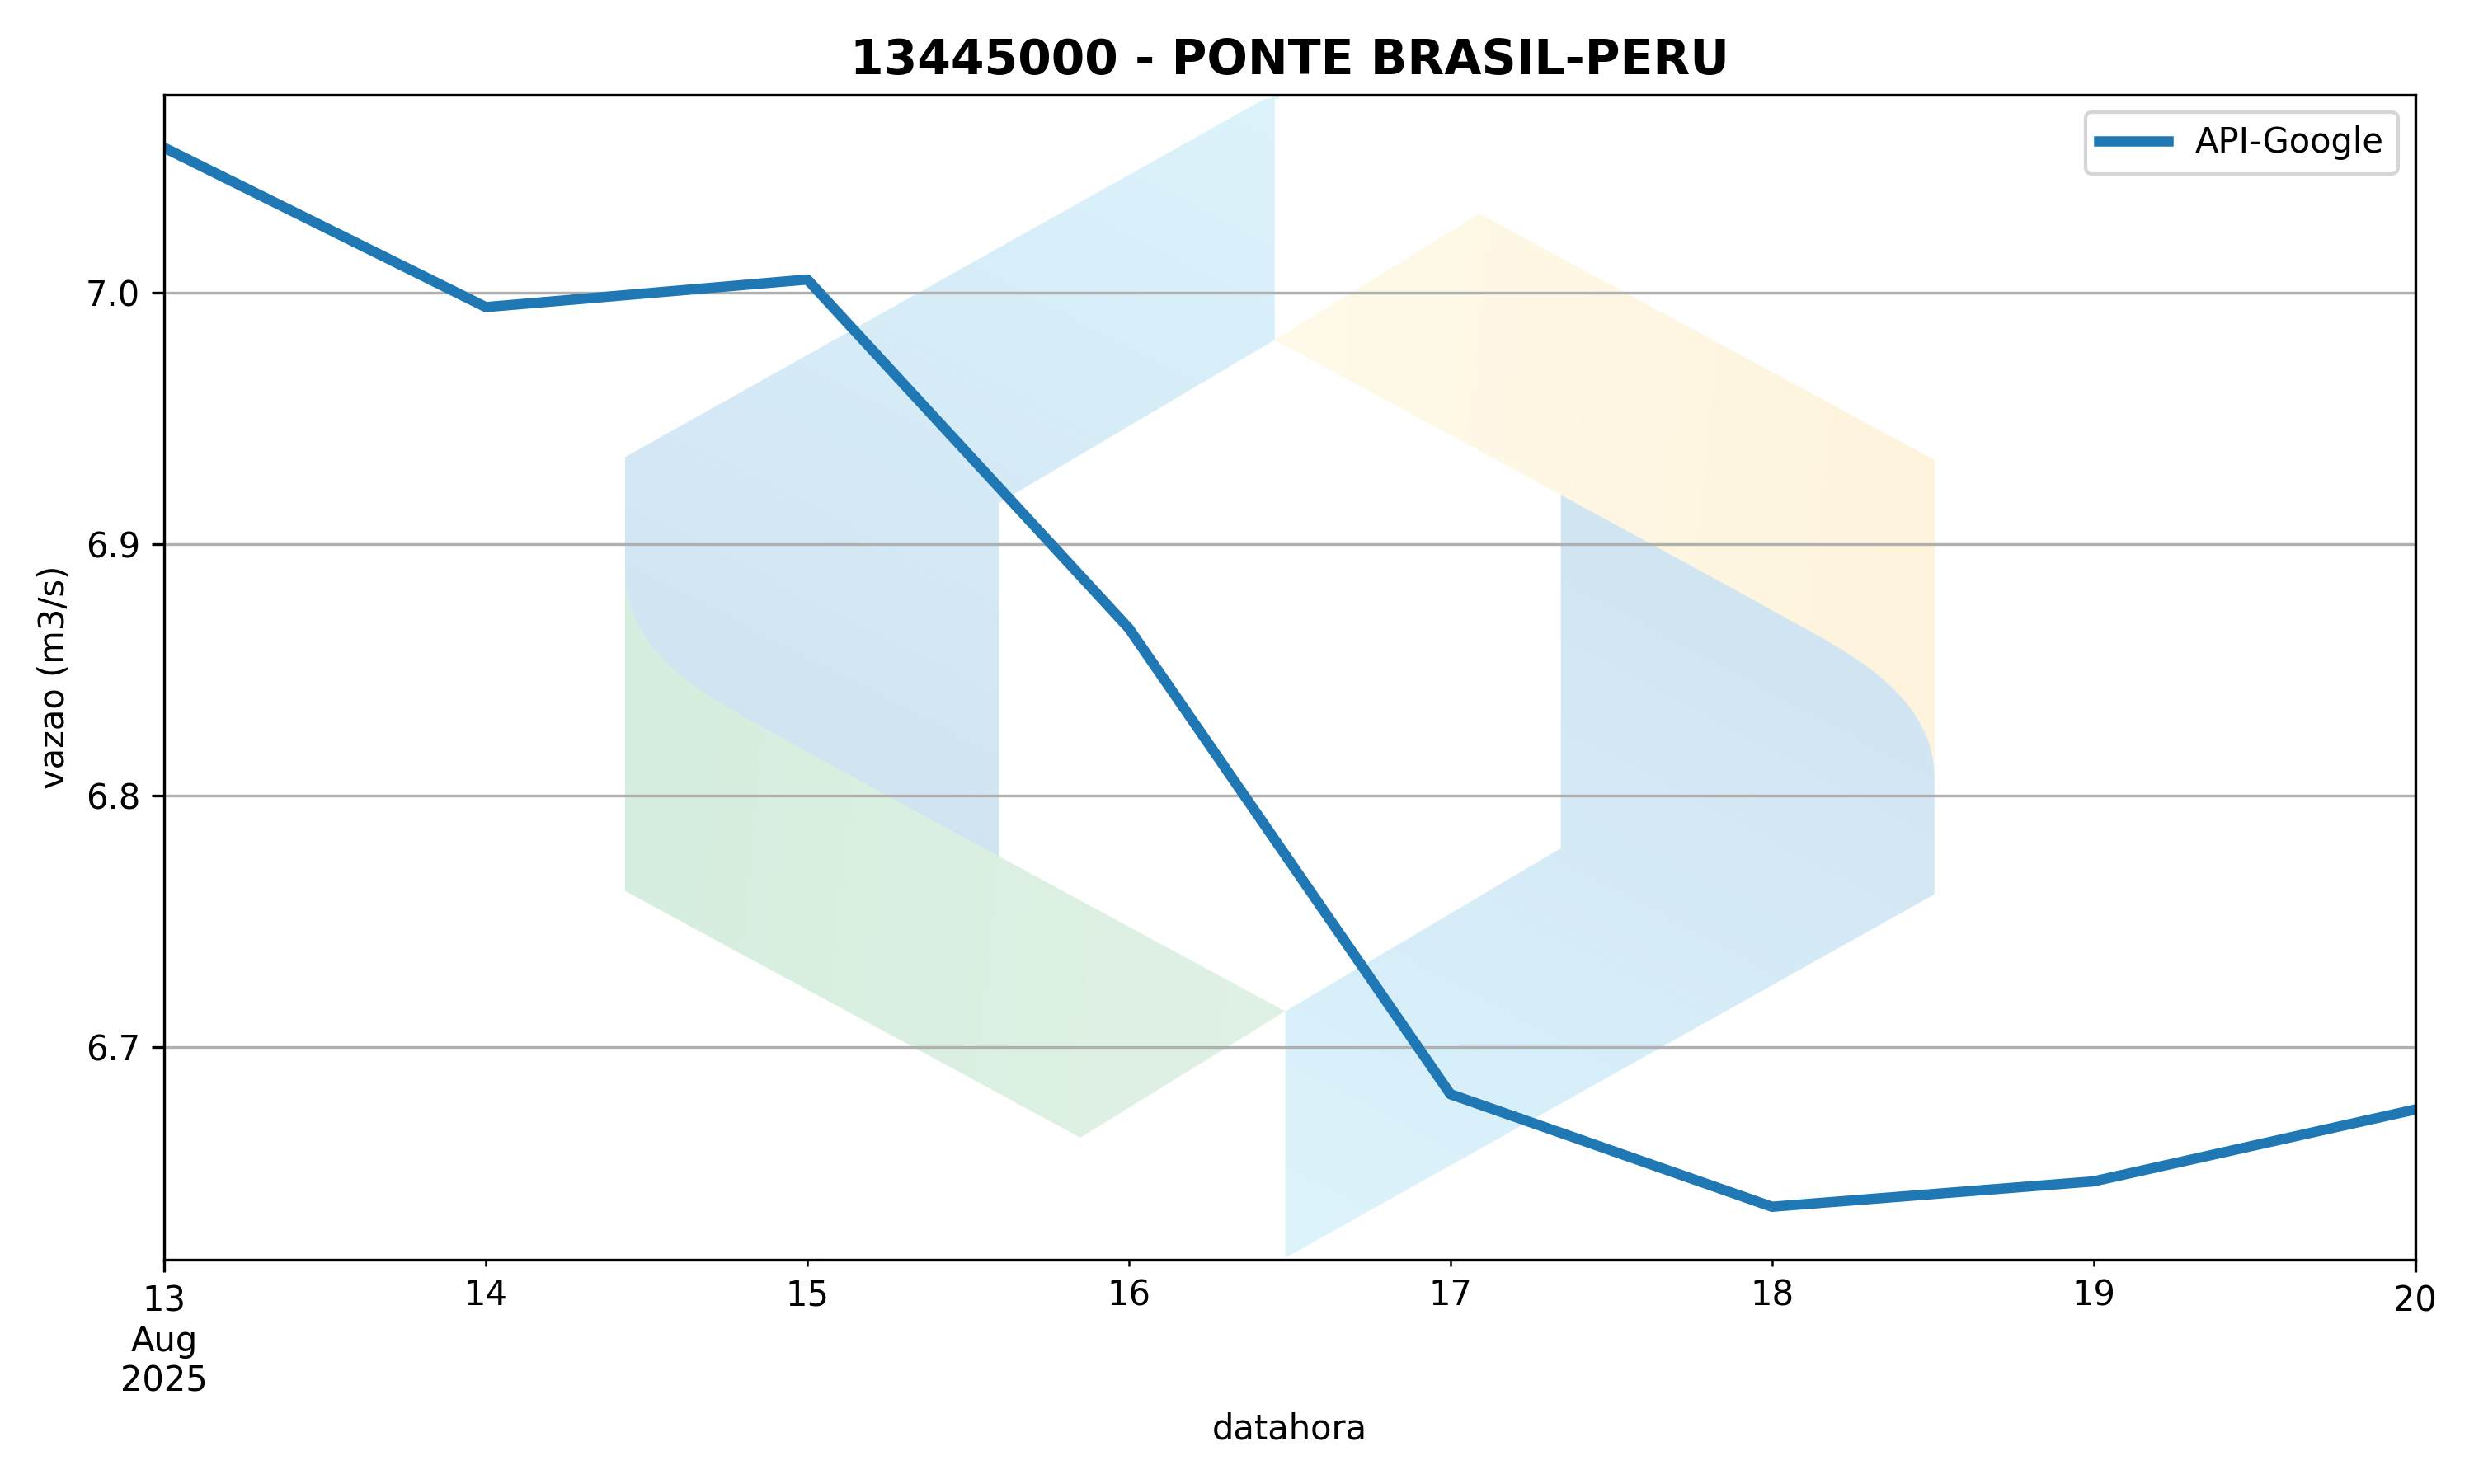 13445000 - PONTE BRASIL-PERU
API-Google
7.0
6.9
6.8
6.7
vazao (m3/s)
13 14 15 16 17 18 19 20
Aug
2025
datahora